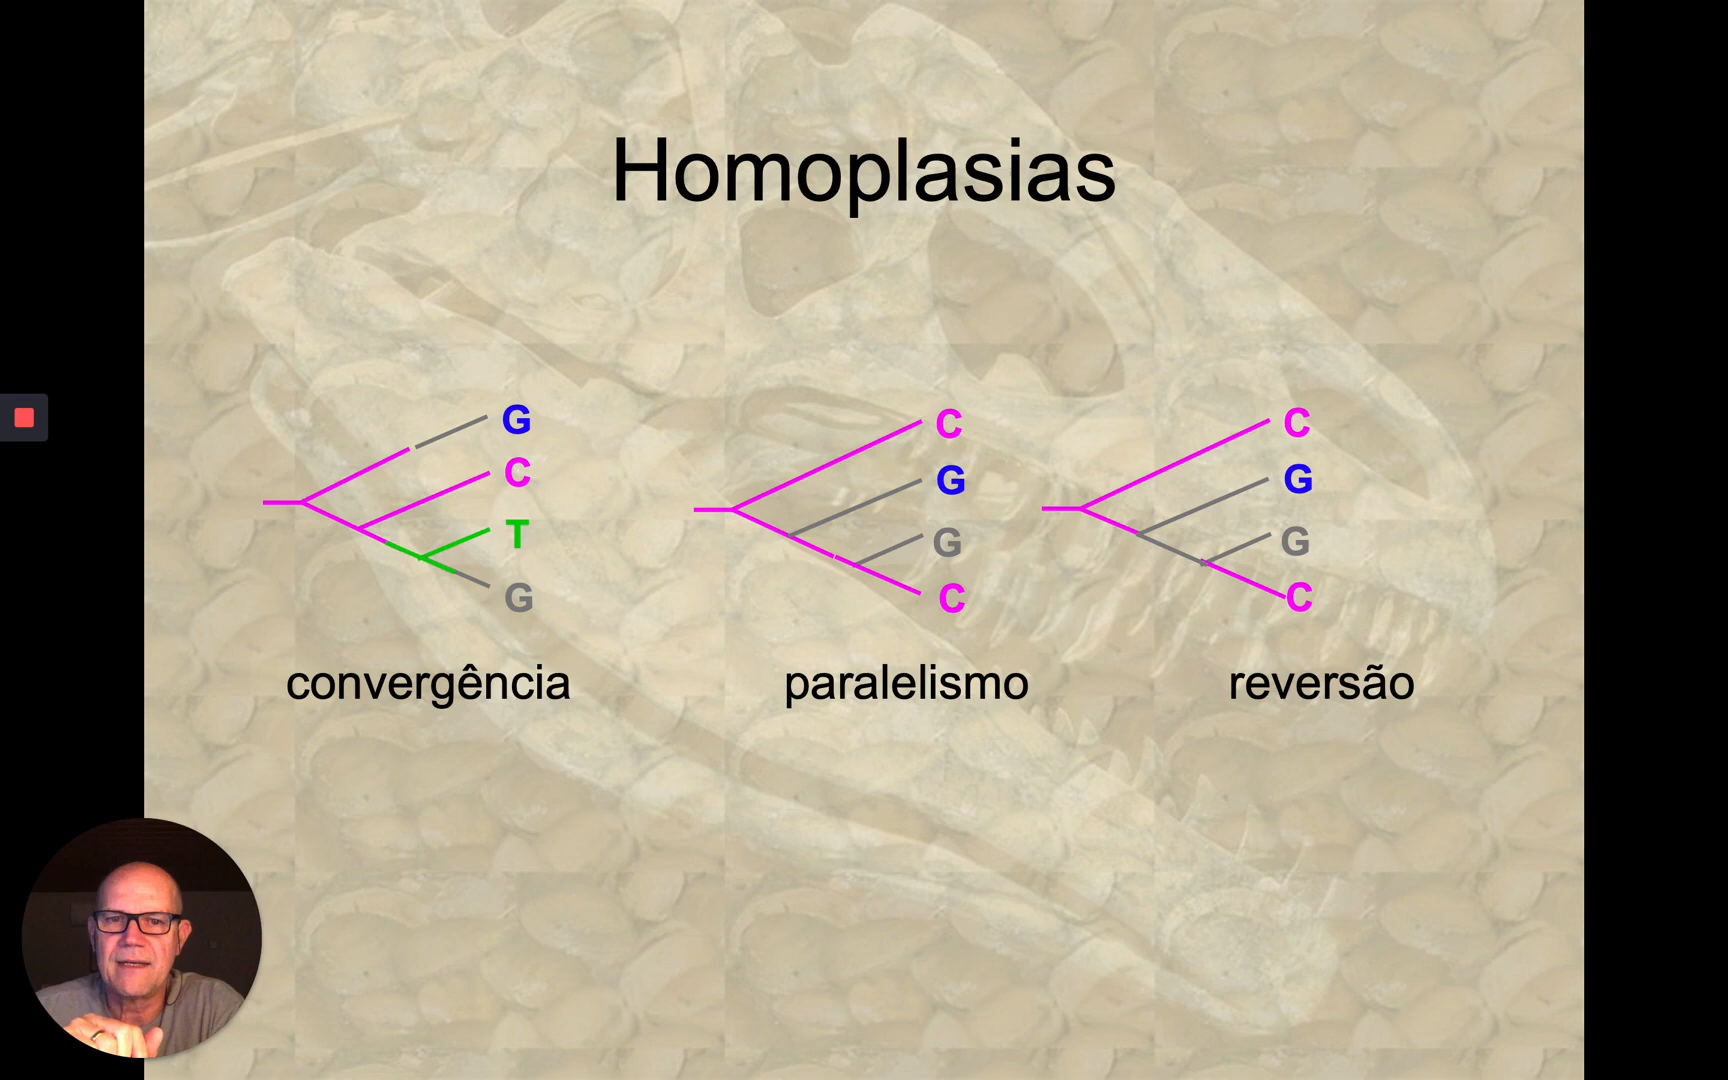 Homoplasias
G
C
T
G
convergência
C
G
G
C
paralelismo
C
G
G
C
reversão